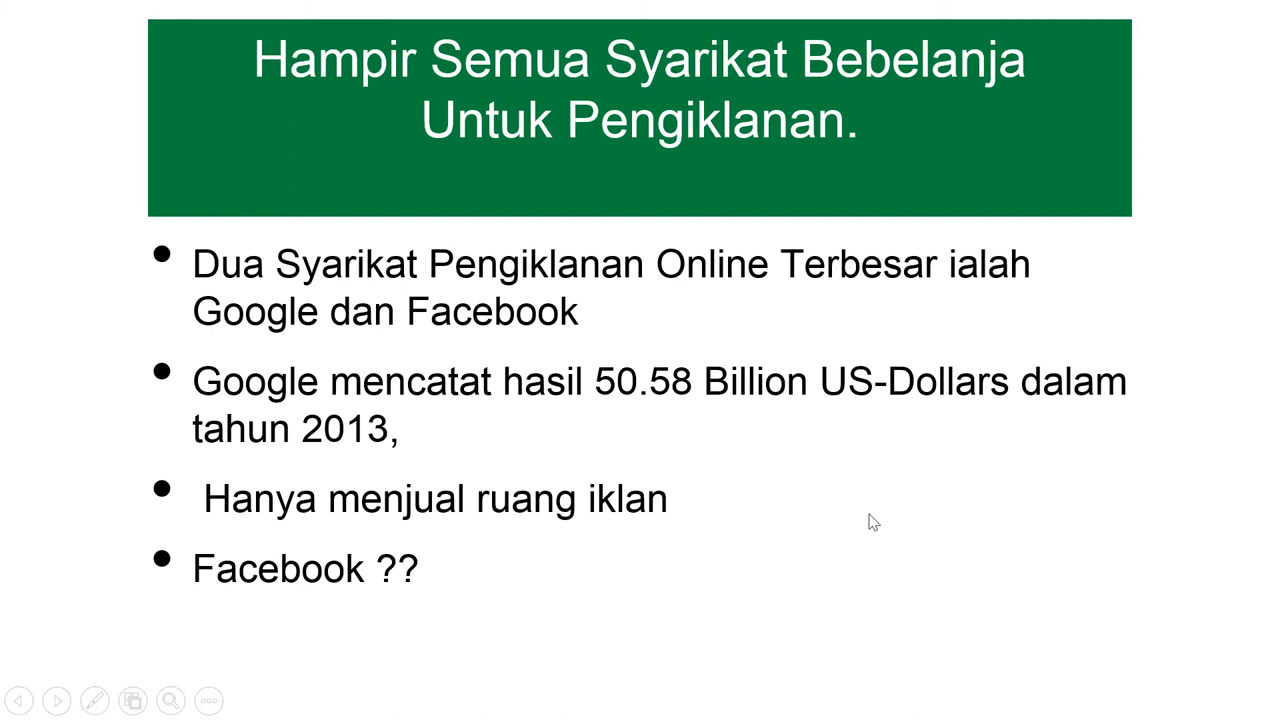 Hampir Semua Syarikat Bebelanja
Untuk Pengiklanan.
• Dua Syarikat Pengiklanan Online Terbesar ialah
Google dan Facebook
• Google mencatat hasil 50.58 Billion US-Dollars dalam
tahun 2013,
• Hanya menjual ruang iklan
• Facebook ??